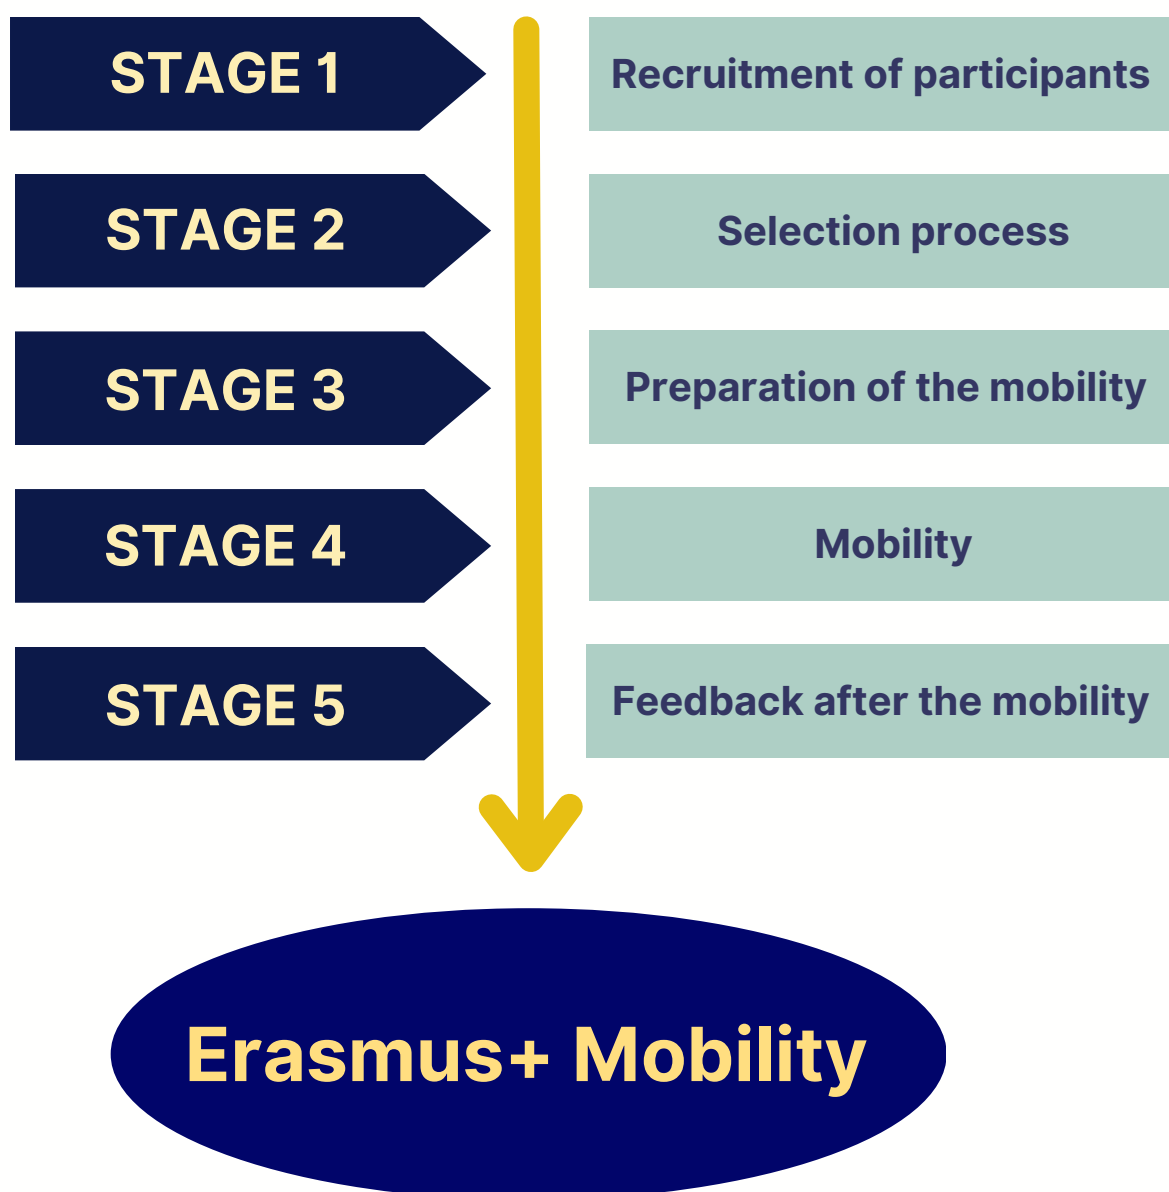 STAGE 1
Recruitment of participants
STAGE 2
Selection process
STAGE 3
Preparation of the mobility
STAGE 4
Mobility
STAGE 5
Feedback after the mobility
Erasmus+ Mobility